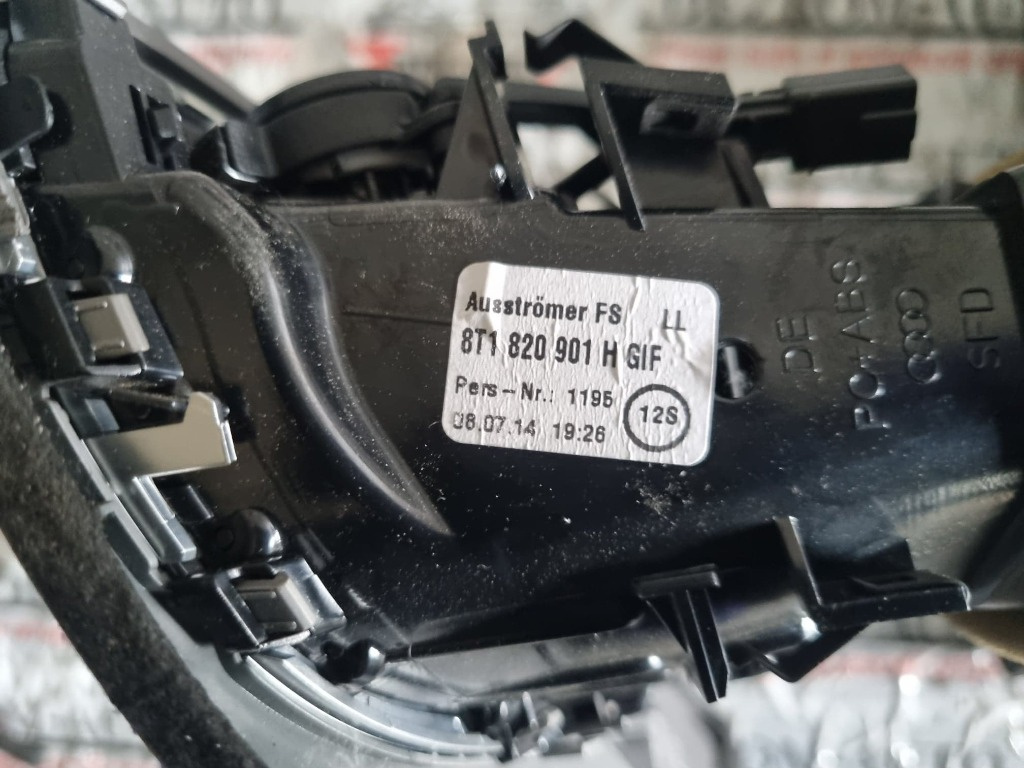 Ausströmer FS LL
8T1 820 901 H GIF
Pers-Nr.: 1195
08.07.14 19:26
12S
DE
PC+ABS
SFD